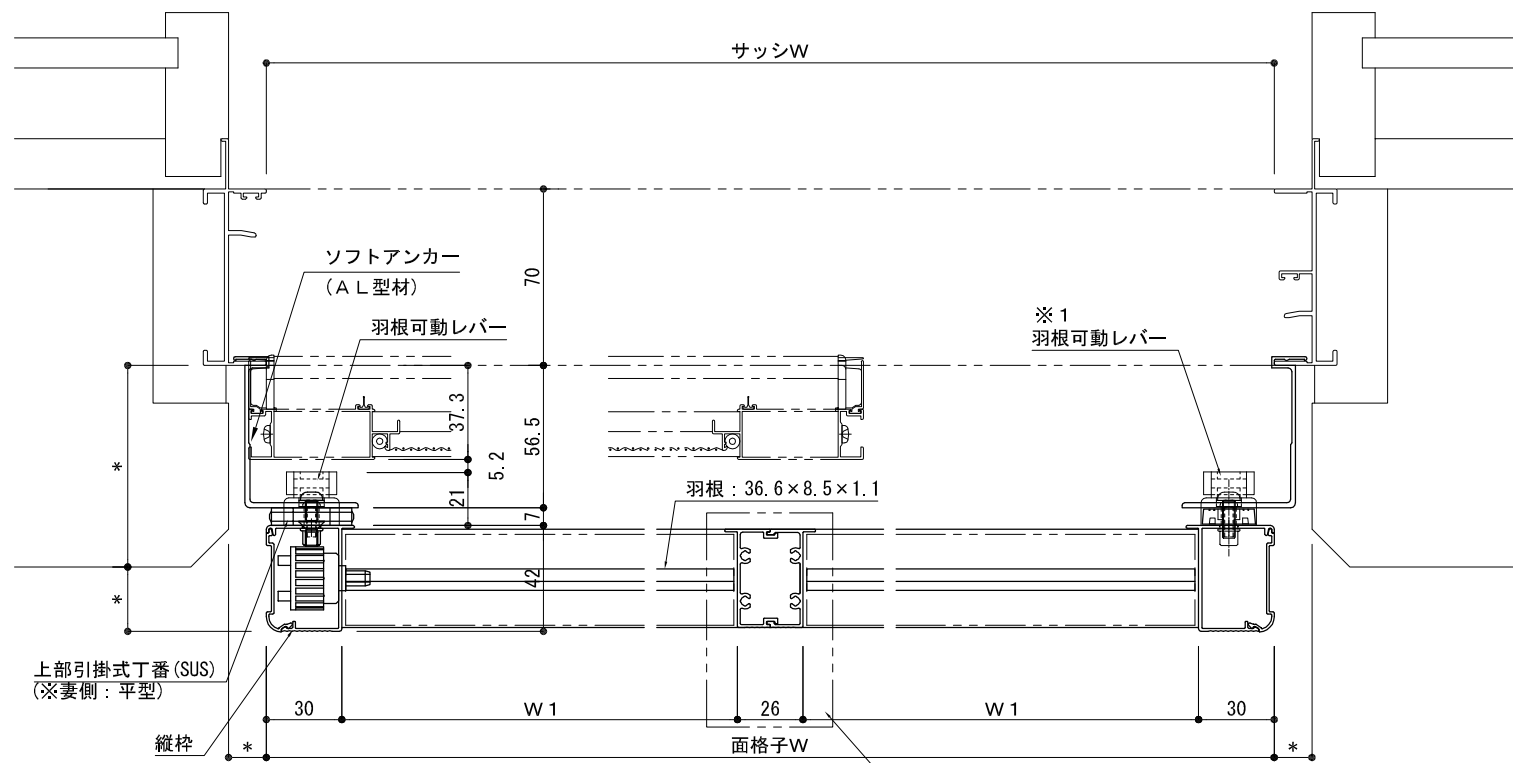 サッシW
ソフトアンカー
(AL型材)
羽根可動レバー
※1
羽根可動レバー
70
37.3
56.5
5.2
21
7
42
*
*
羽根:36.6×8.5×1.1
上部引掛式丁番(SUS)
(※妻側:平型)
縦枠
30
W1
26
W1
30
*
面格子W
*